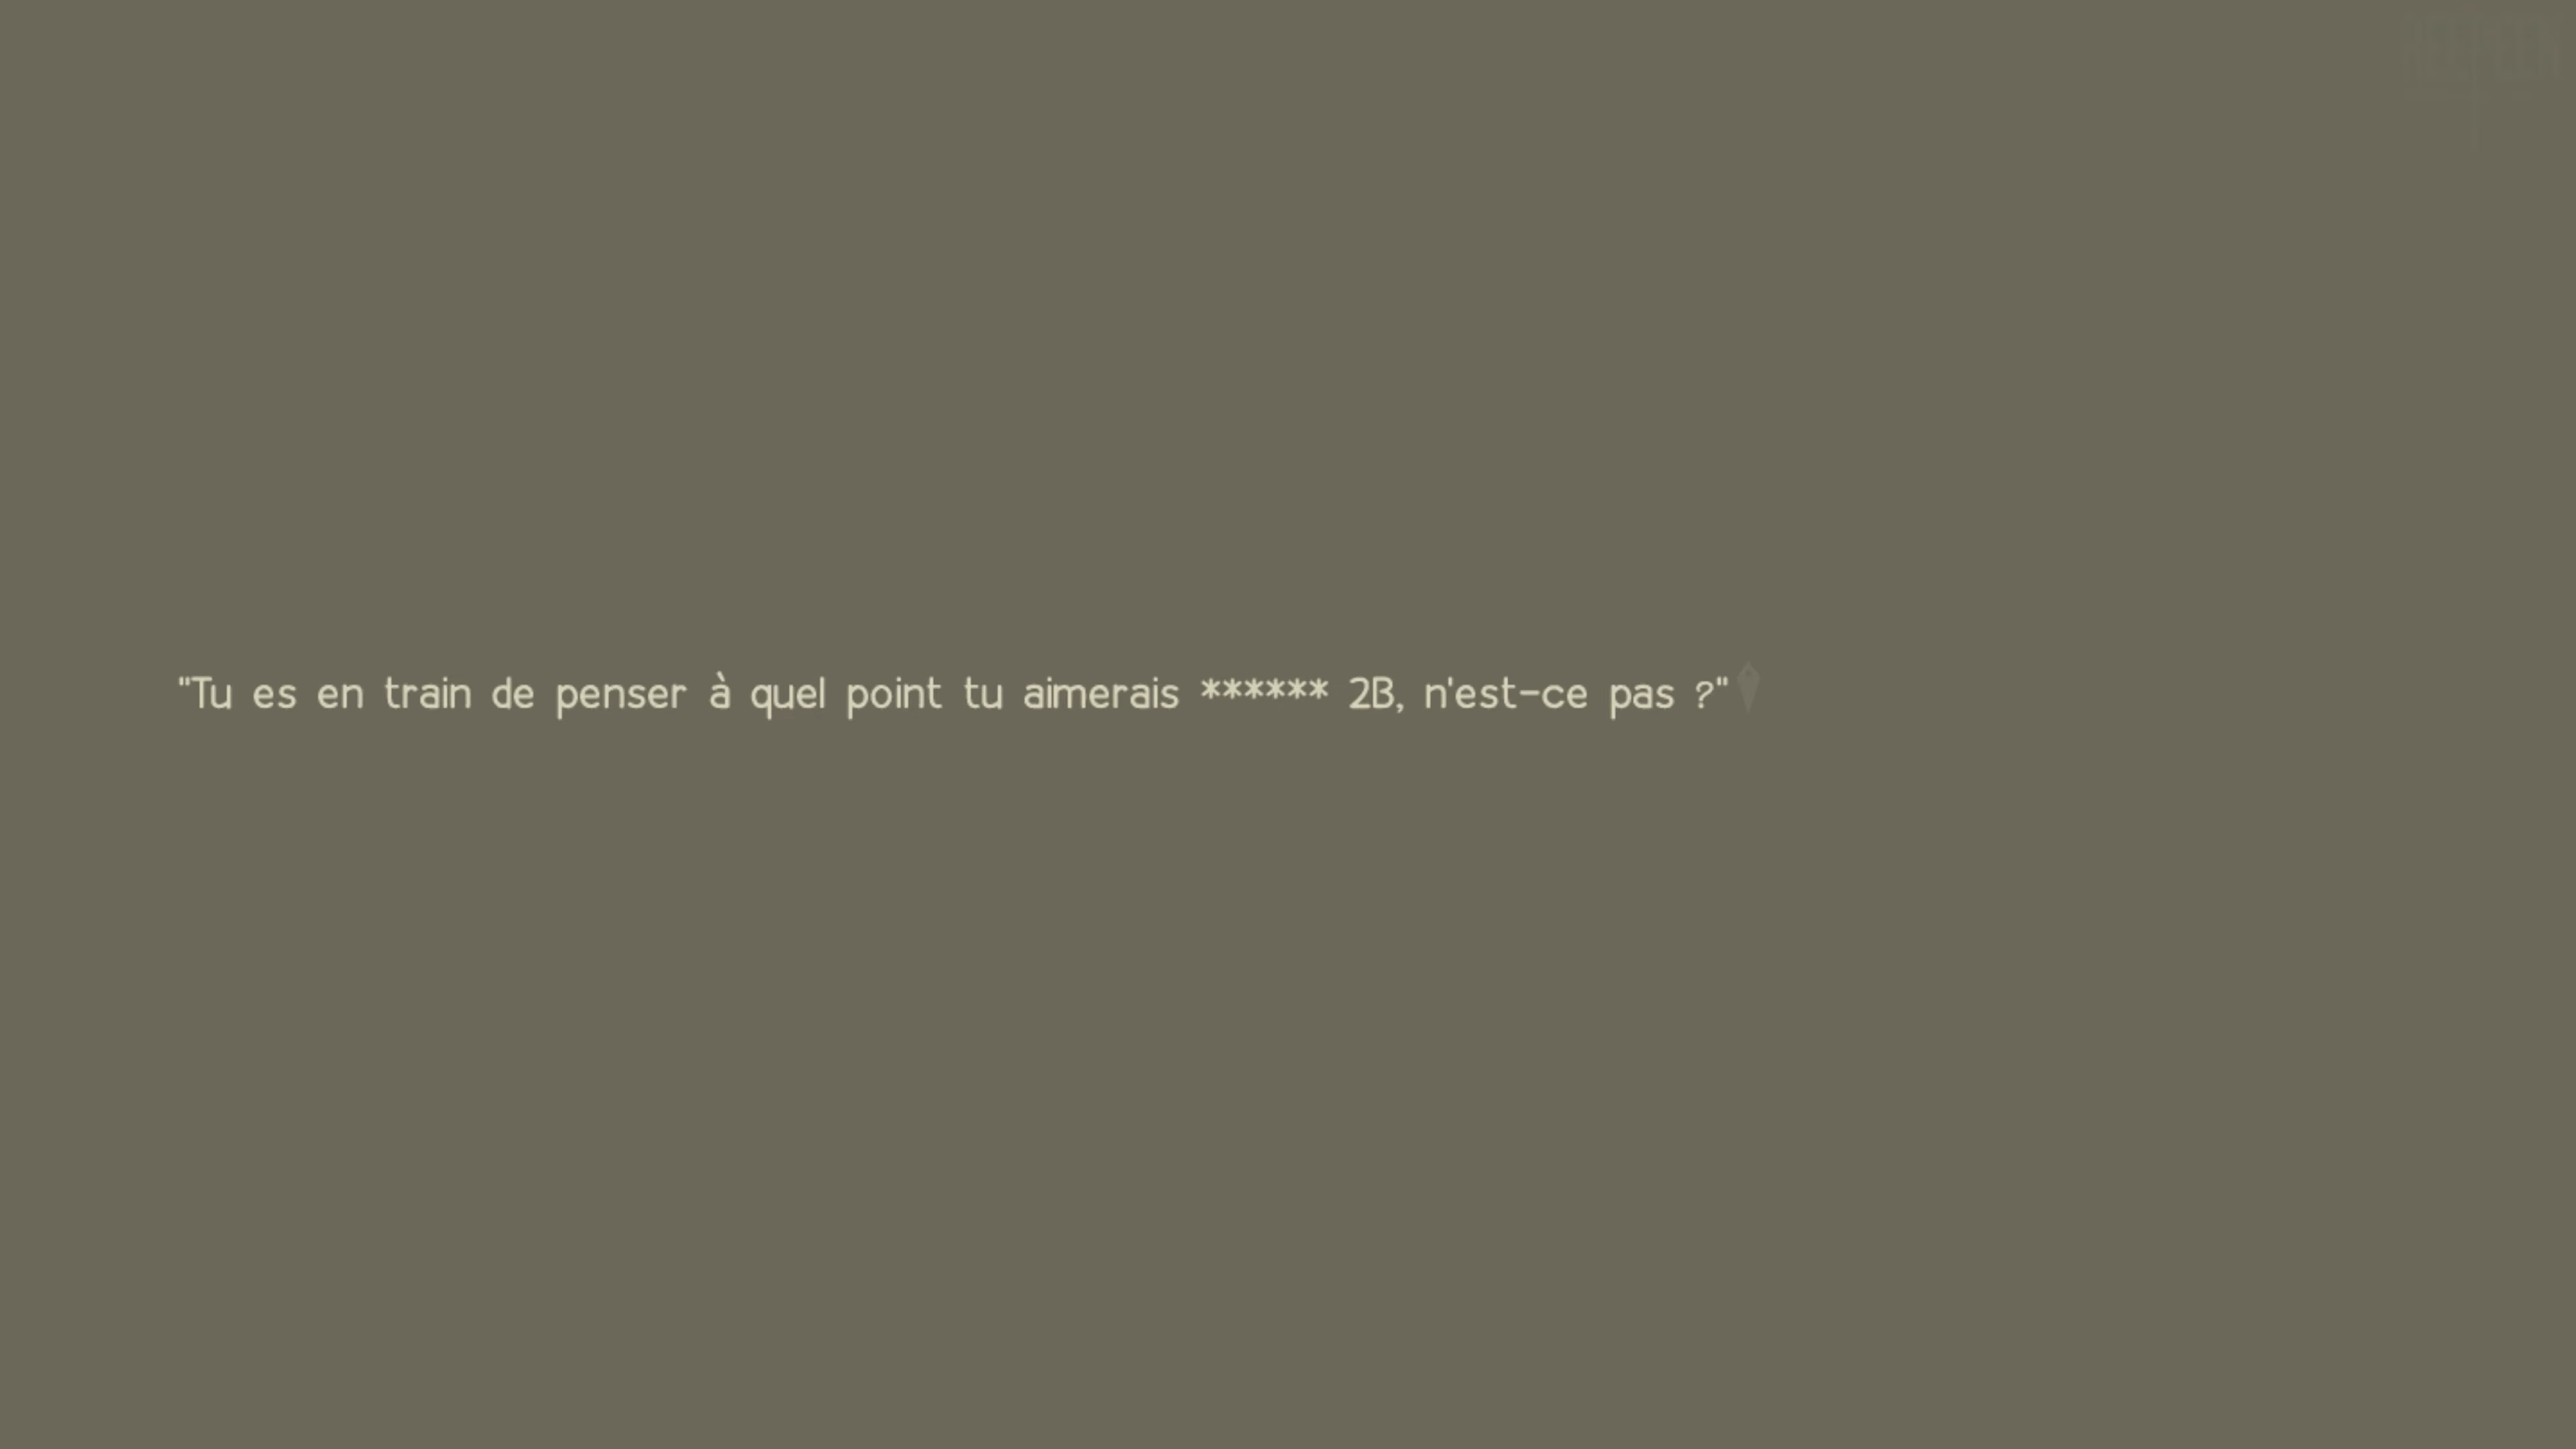 "Tu es en train de penser à quel point tu aimerais ****** 2B, n'est-ce pas ?"